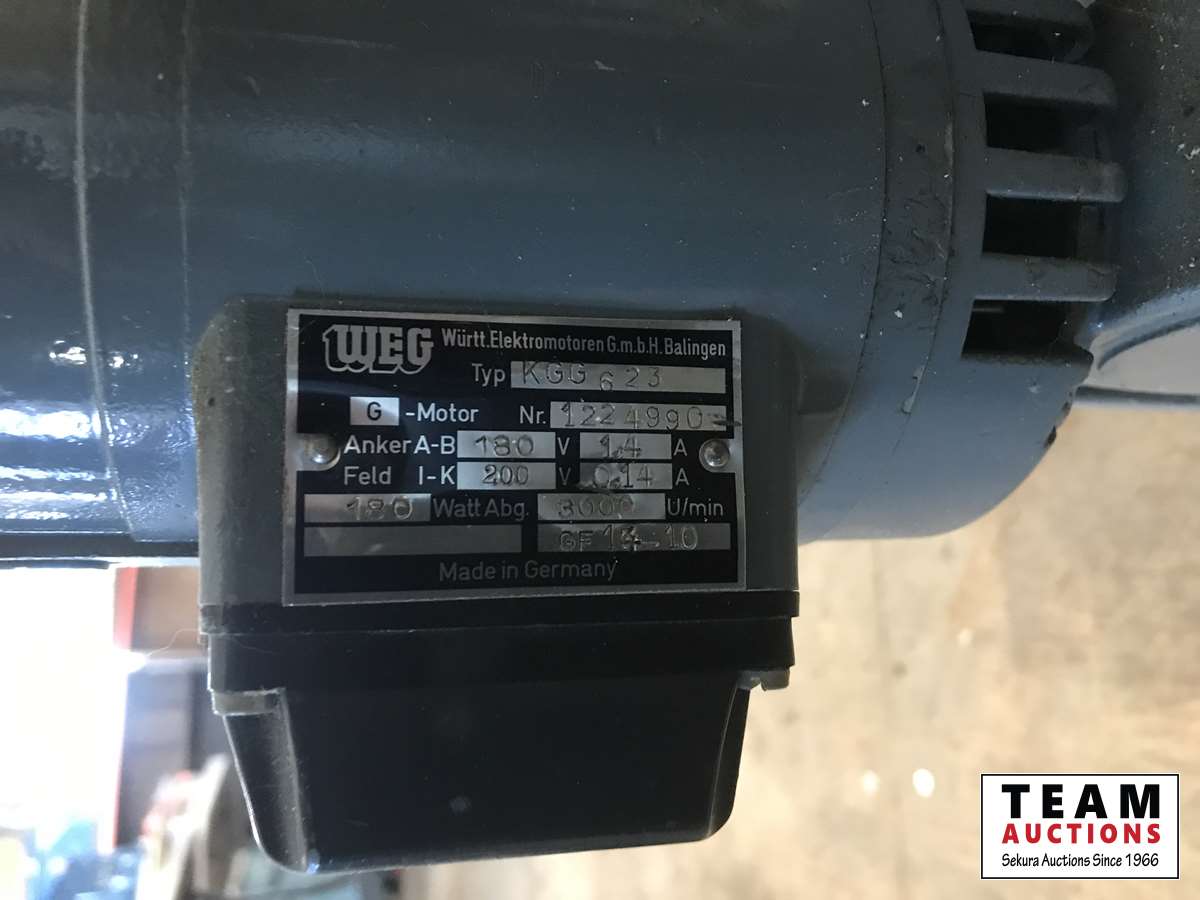 WEG Württ. Elektromotoren G.m.b.H. Balingen
Typ KGG 623
G -Motor Nr. 1224990
Anker A-B 180 V 1,4 A
Feld I-K 200 V 0,14 A
180 Watt Abg. 3000 U/min
GF 14.10
Made in Germany
TEAM
AUCTIONS
Sekura Auctions Since 1966